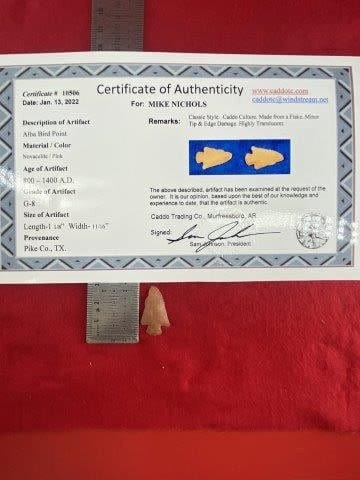 Certificate # 10506
Date: Jan. 13, 2022
Certificate of Authenticity
For: MIKE NICHOLS
www.caddotc.com
caddotc@windstream.net
Description of Artifact
Alba Bird Point
Material / Color
Novaculite / Pink
Age of Artifact
800 - 1400 A.D.
Grade of Artifact
G-8
Size of Artifact
Length-1 1/8" Width- 11/16"
Provenance
Pike Co., TX.
Remarks: Classic Style. Caddo Culture. Made from a Flake. Minor
Tip & Edge Damage. Highly Translucent.
The above described, artifact has been examined at the request of the
owner. It is our opinion, based upon the best of our knowledge and
experience to date, that the artifact is authentic.
Caddo Trading Co., Murfreesboro, AR
Signed:
Sam Johnson, President